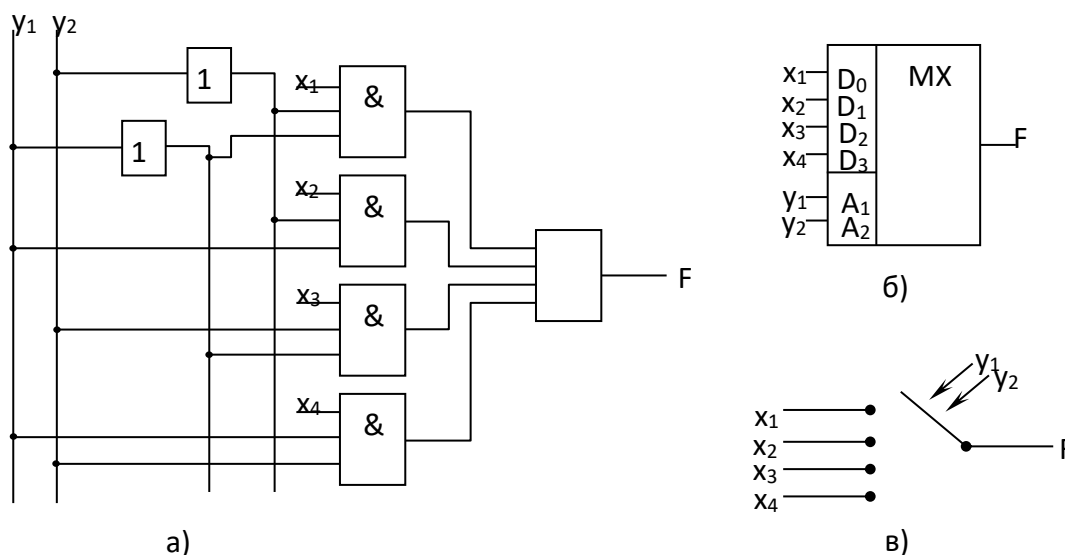 y₁ y₂
1
1
x₁
&
x₂
&
x₃
&
x₄
&
F
а)
x₁ D₀ MX
x₂ D₁
x₃ D₂
x₄ D₃
y₁ A₁
y₂ A₂
F
б)
y₁
y₂
x₁
x₂
x₃
x₄
F
в)